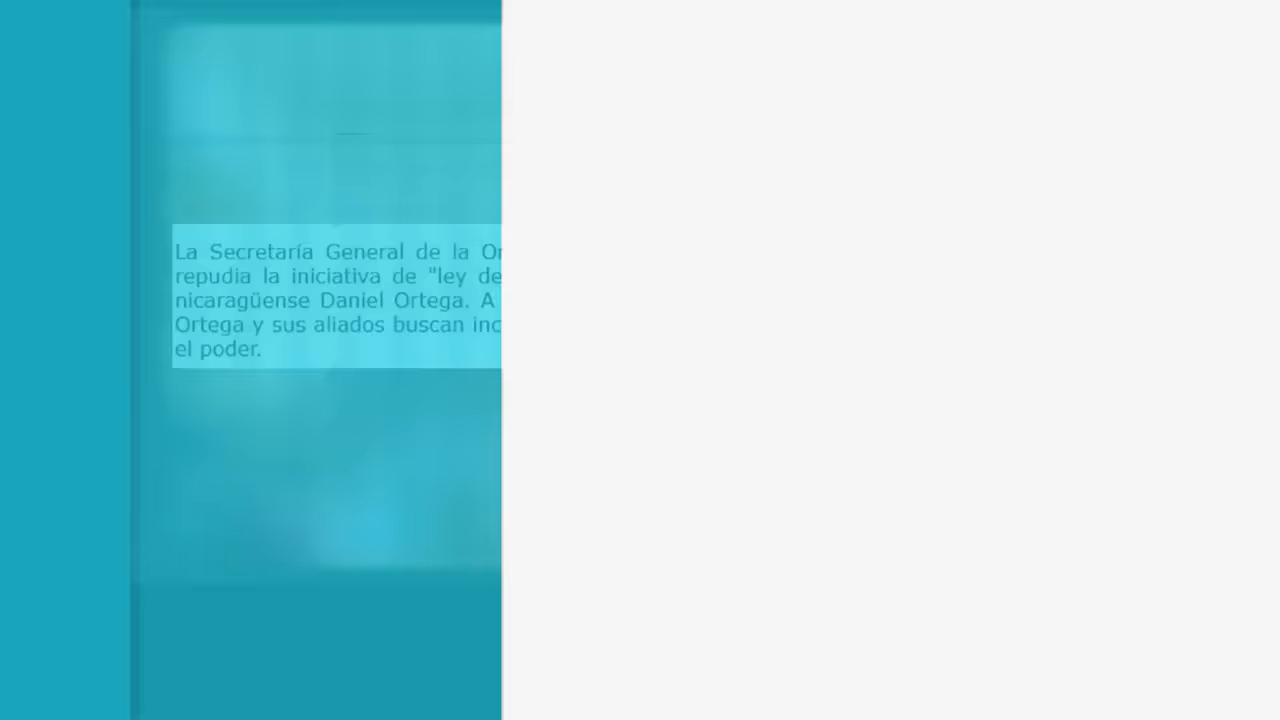 La Secretaría General de la
repudia la iniciativa de "ley de
nicaragüense Daniel Ortega. A
Ortega y sus aliados buscan
el poder.